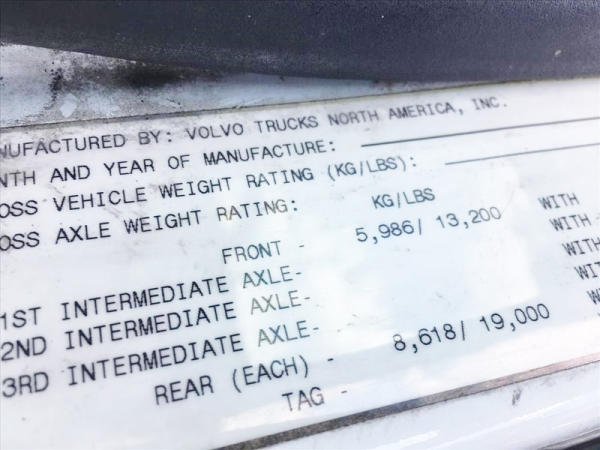 NUFACTURED BY: VOLVO TRUCKS NORTH AMERICA, INC.
NTH AND YEAR OF MANUFACTURE:
OSS VEHICLE WEIGHT RATING (KG/LBS):
OSS AXLE WEIGHT RATING: KG/LBS
FRONT - 5,986/ 13,200 WITH
1ST INTERMEDIATE AXLE- WITH
2ND INTERMEDIATE AXLE- WITH
3RD INTERMEDIATE AXLE- WIT
REAR (EACH) - 8,618/ 19,000 W
TAG -